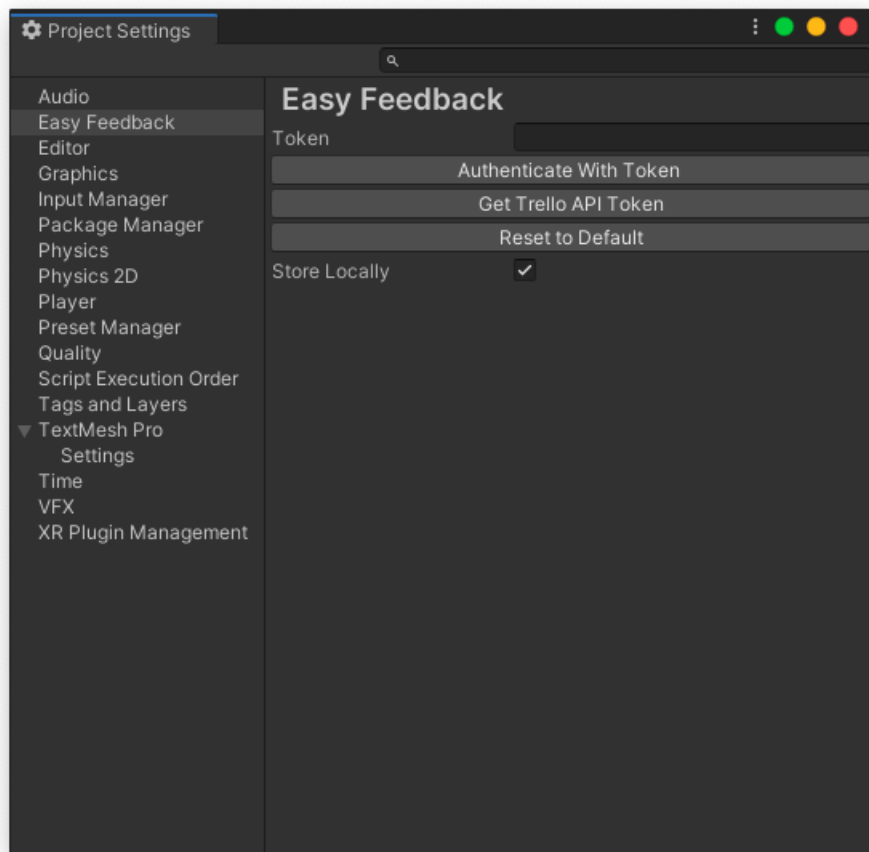 Project Settings
Audio
Easy Feedback
Editor
Graphics
Input Manager
Package Manager
Physics
Physics 2D
Player
Preset Manager
Quality
Script Execution Order
Tags and Layers
TextMesh Pro
Settings
Time
VFX
XR Plugin Management
Easy Feedback
Token
Authenticate With Token
Get Trello API Token
Reset to Default
Store Locally